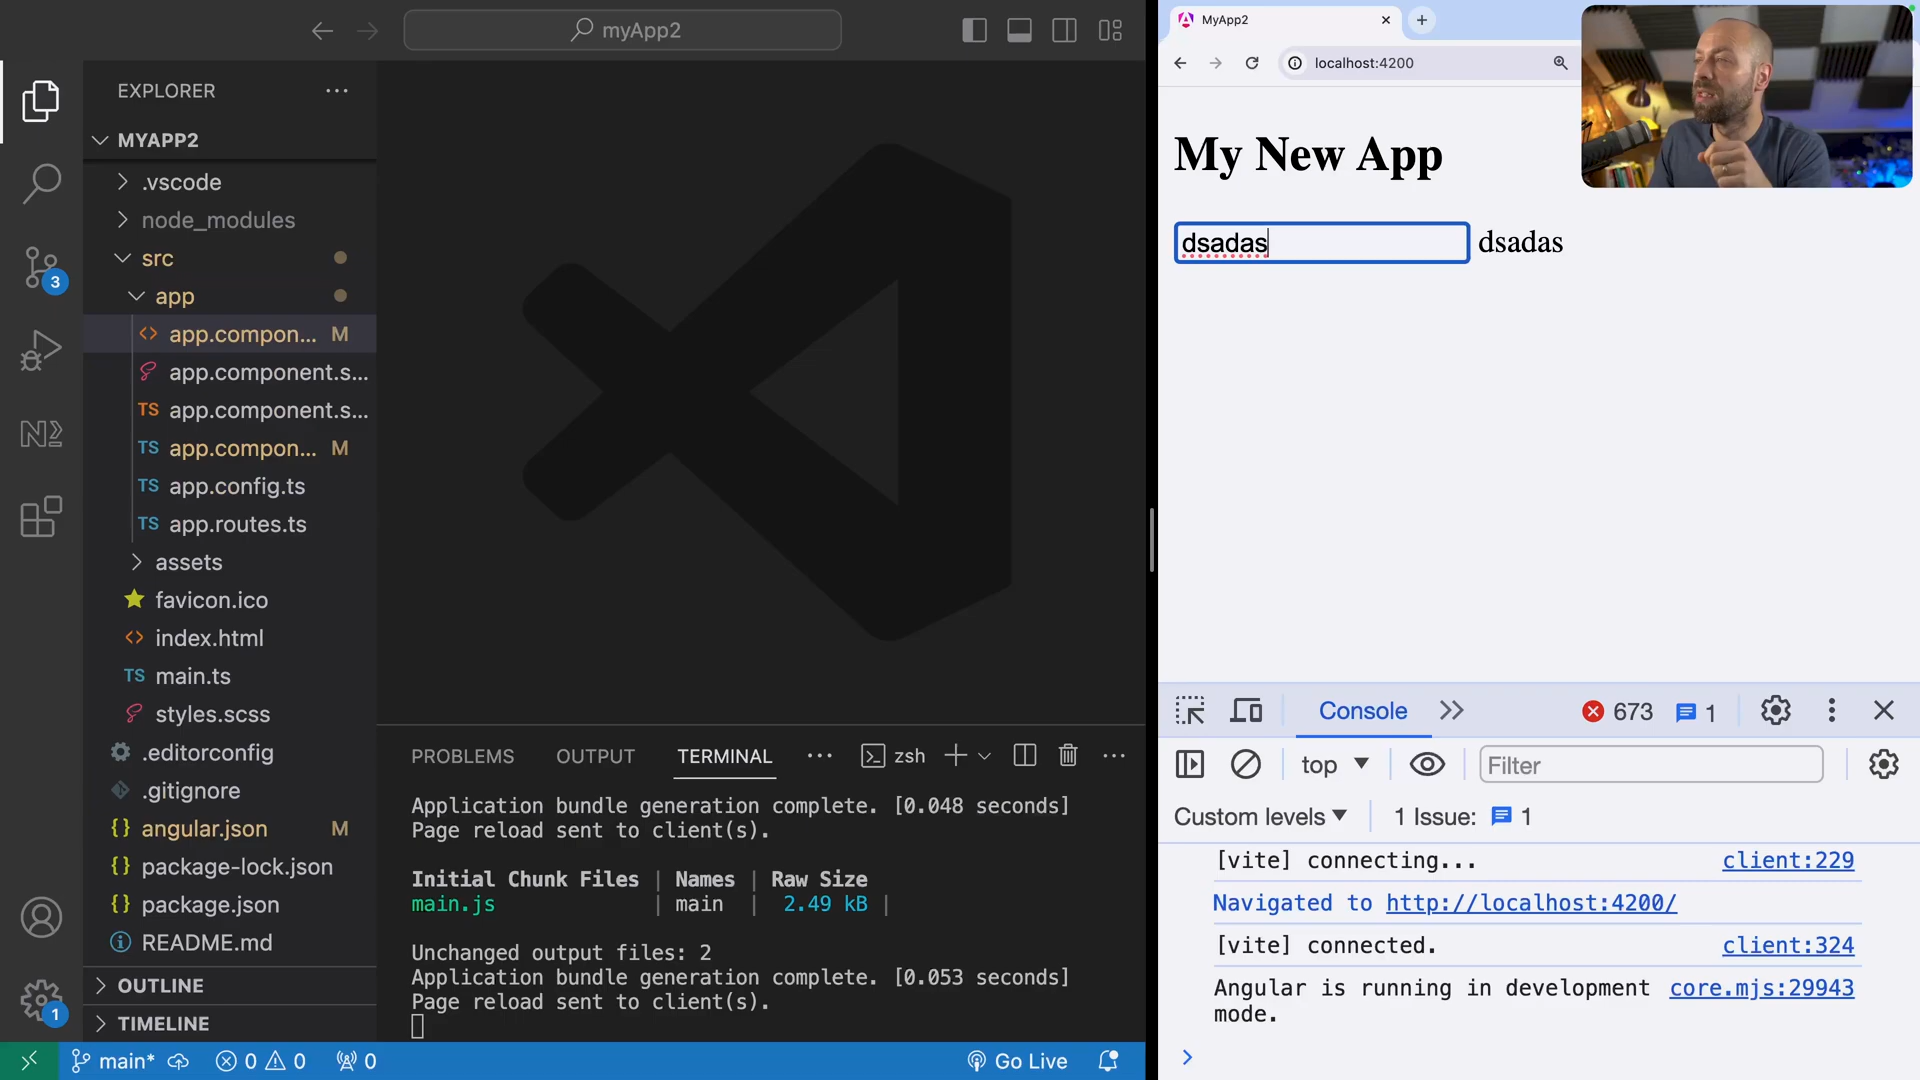 myApp2
EXPLORER
MYAPP2
.vscode
node_modules
src
app
app.compon... M
app.component.s...
TS app.component.s...
TS app.compon... M
TS app.config.ts
TS app.routes.ts
assets
favicon.ico
<> index.html
TS main.ts
styles.scss
.editorconfig
.gitignore
{} angular.json M
{} package-lock.json
{} package.json
README.md
OUTLINE
TIMELINE
3
1
PROBLEMS OUTPUT TERMINAL ... zsh
Application bundle generation complete. [0.048 seconds]
Page reload sent to client(s).
Initial Chunk Files | Names | Raw Size
main.js | main | 2.49 kB |
Unchanged output files: 2
Application bundle generation complete. [0.053 seconds]
Page reload sent to client(s).
main* 0 0 0 Go Live
MyApp2
localhost:4200
My New App
dsadas dsadas
Console 673 1
top Filter
Custom levels 1 Issue: 1
[vite] connecting... client:229
Navigated to http://localhost:4200/
[vite] connected. client:324
Angular is running in development core.mjs:29943
mode.